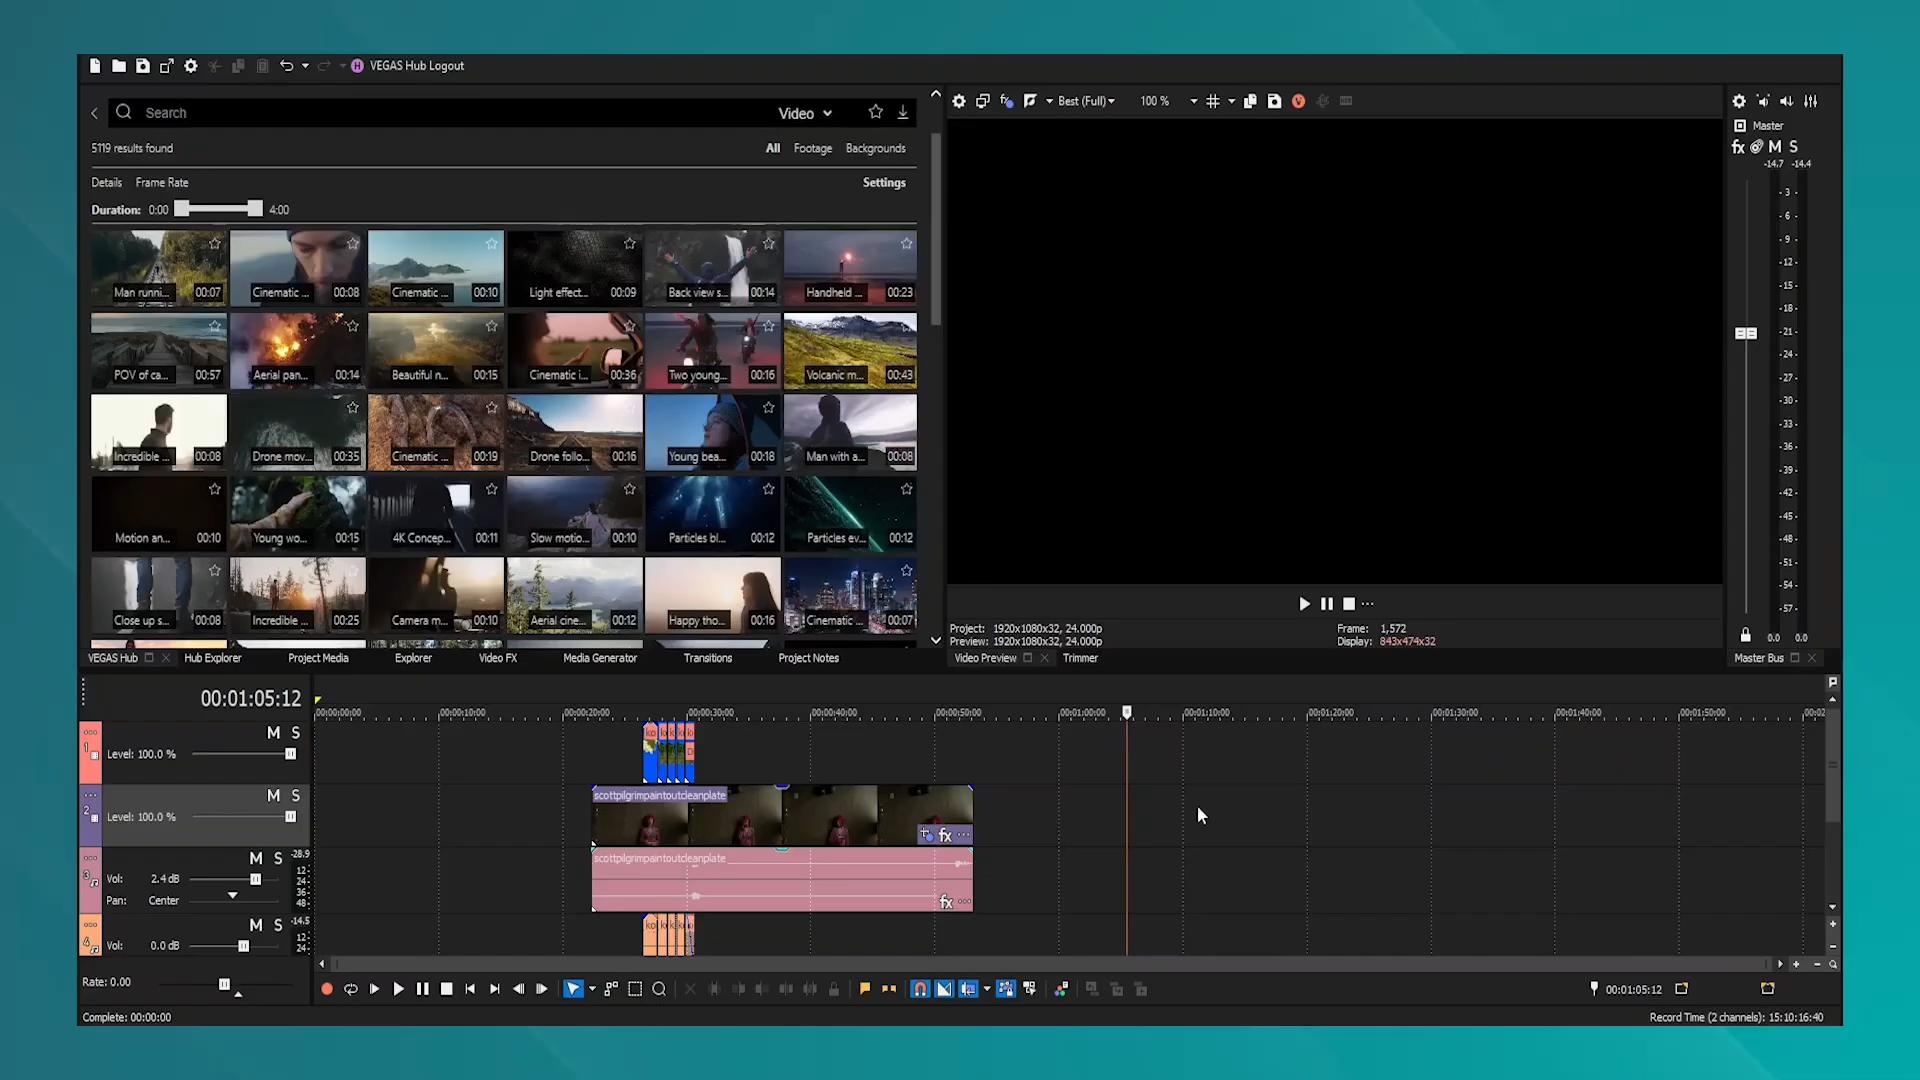 VEGAS Hub Logout
Search
Video
5119 results found
All Footage Backgrounds
Details Frame Rate
Settings
Duration: 0:00 4:00
Man runni... 00:07
Cinematic ... 00:08
Cinematic ... 00:10
Light effect... 00:09
Back view s... 00:14
Handheld ... 00:23
POV of ca... 00:57
Aerial pan... 00:14
Beautiful n... 00:15
Cinematic i... 00:36
Two young... 00:16
Volcanic m... 00:43
Incredible ... 00:08
Drone mov... 00:35
Cinematic ... 00:19
Drone follo... 00:16
Young bea... 00:18
Man with a... 00:08
Motion an... 00:10
Young wo... 00:15
4K Concep... 00:11
Slow motio... 00:10
Particles bl... 00:12
Particles ev... 00:12
Close up s... 00:08
Incredible ... 00:25
Camera m... 00:10
Aerial cine... 00:12
Happy tho... 00:16
Cinematic ... 00:07
VEGAS Hub
Hub Explorer
Project Media
Explorer
Video FX
Media Generator
Transitions
Project Notes
Best (Full)
100 %
Project: 1920x1080x32, 24.000p
Preview: 1920x1080x32, 24.000p
Frame: 1,572
Display: 843x474x32
Video Preview
Trimmer
Master
fx M S
-14.7 -14.4
- 3 -
- 6 -
- 9 -
- 12 -
- 15 -
- 18 -
- 21 -
- 24 -
- 27 -
- 30 -
- 33 -
- 36 -
- 39 -
- 42 -
- 45 -
- 48 -
- 51 -
- 54 -
- 57 -
0.0 0.0
Master Bus
00:01:05:12
00:00:00:00 00:00:10:00 00:00:20:00 00:00:30:00 00:00:40:00 00:00:50:00 00:01:00:00 00:01:10:00 00:01:20:00 00:01:30:00 00:01:40:00 00:01:50:00 00:02
1
M S
Level: 100.0 %
2
M S
Level: 100.0 %
scottpilgrimpaintoutcleanplate
fx
3
M S
-28.9
12-
24-
36-
48-
Vol: 2.4 dB
Pan: Center
scottpilgrimpaintoutcleanplate
fx
4
M S
-14.5
12-
24-
Vol: 0.0 dB
Rate: 0.00
00:01:05:12
Complete: 00:00:00
Record Time (2 channels): 15:10:16:40